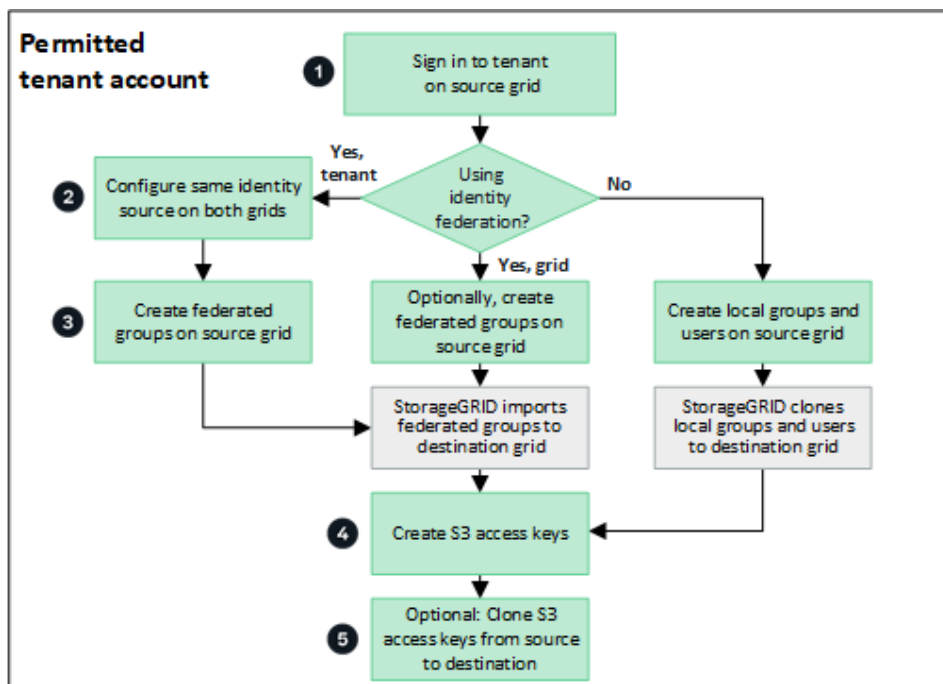 Permitted
tenant account
1
Sign in to tenant
on source grid
Yes,
tenant
Using
identity
federation?
No
2
Configure same identity
source on both grids
Yes, grid
3
Create federated
groups on source grid
Optionally, create
federated groups on
source grid
Create local groups and
users on source grid
StorageGRID imports
federated groups to
destination grid
StorageGRID clones
local groups and users
to destination grid
4
Create S3 access keys
5
Optional: Clone S3
access keys from source
to destination